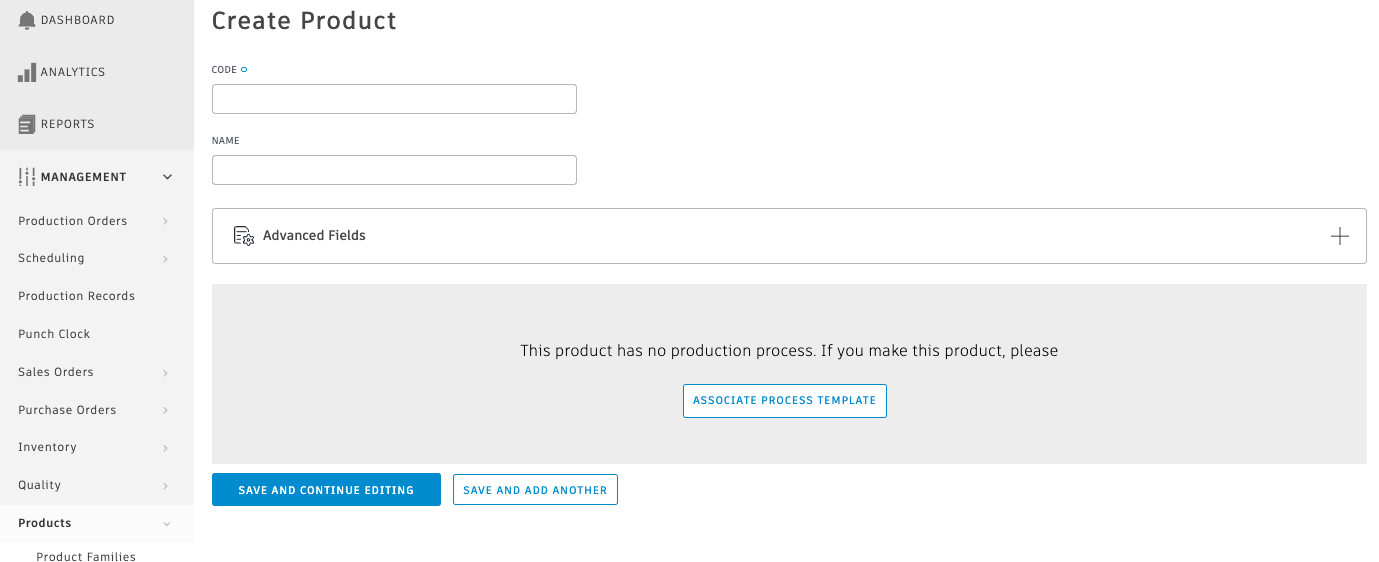 DASHBOARD
ANALYTICS
REPORTS
MANAGEMENT
Production Orders
Scheduling
Production Records
Punch Clock
Sales Orders
Purchase Orders
Inventory
Quality
Products
Product Families
Create Product
CODE
NAME
Advanced Fields
This product has no production process. If you make this product, please
ASSOCIATE PROCESS TEMPLATE
SAVE AND CONTINUE EDITING
SAVE AND ADD ANOTHER